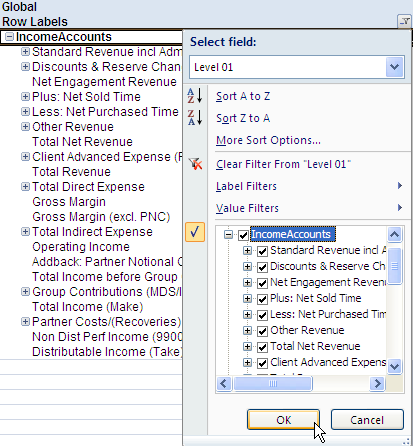 Global
Row Labels
IncomeAccounts
Standard Revenue incl Adm
Discounts & Reserve Chan
Net Engagement Revenue
Plus: Net Sold Time
Less: Net Purchased Time
Other Revenue
Total Net Revenue
Client Advanced Expense (R
Total Revenue
Total Direct Expense
Gross Margin
Gross Margin (excl. PNC)
Total Indirect Expense
Operating Income
Addback: Partner Notional C
Total Income before Group
Group Contributions (MDS/I
Total Income (Make)
Partner Costs/(Recoveries)
Non Dist Perf Income (9900
Distributable Income (Take)
Select field:
Level 01
Sort A to Z
Sort Z to A
More Sort Options...
Clear Filter From "Level 01"
Label Filters
Value Filters
IncomeAccounts
Standard Revenue incl A
Discounts & Reserve Ch
Net Engagement Revenu
Plus: Net Sold Time
Less: Net Purchased Tim
Other Revenue
Total Net Revenue
Client Advanced Expens
OK
Cancel